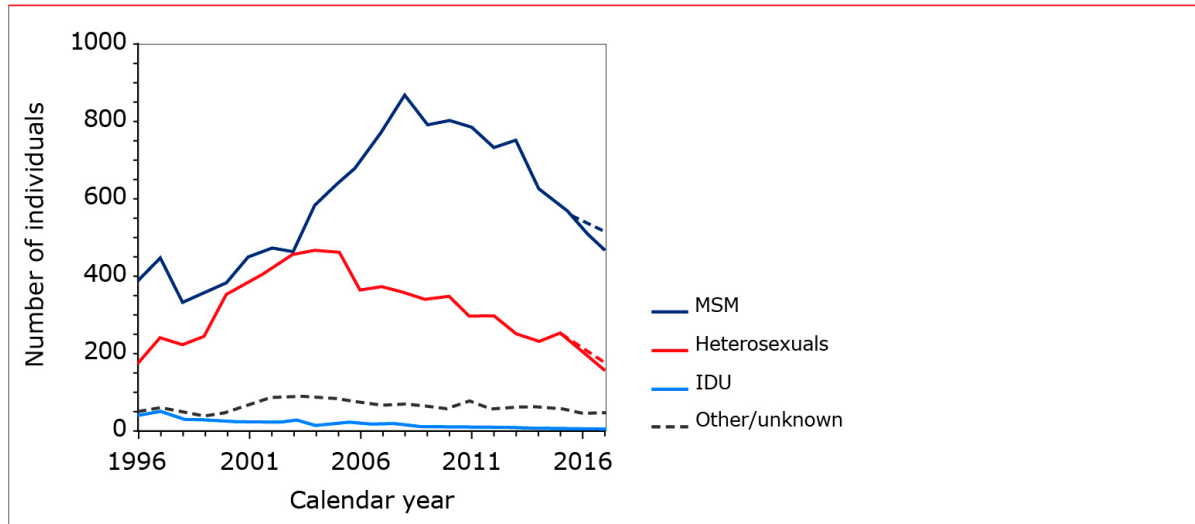 1000
800
600
400
200
0
Number of individuals
1996 2001 2006 2011 2016
Calendar year
MSM
Heterosexuals
IDU
Other/unknown